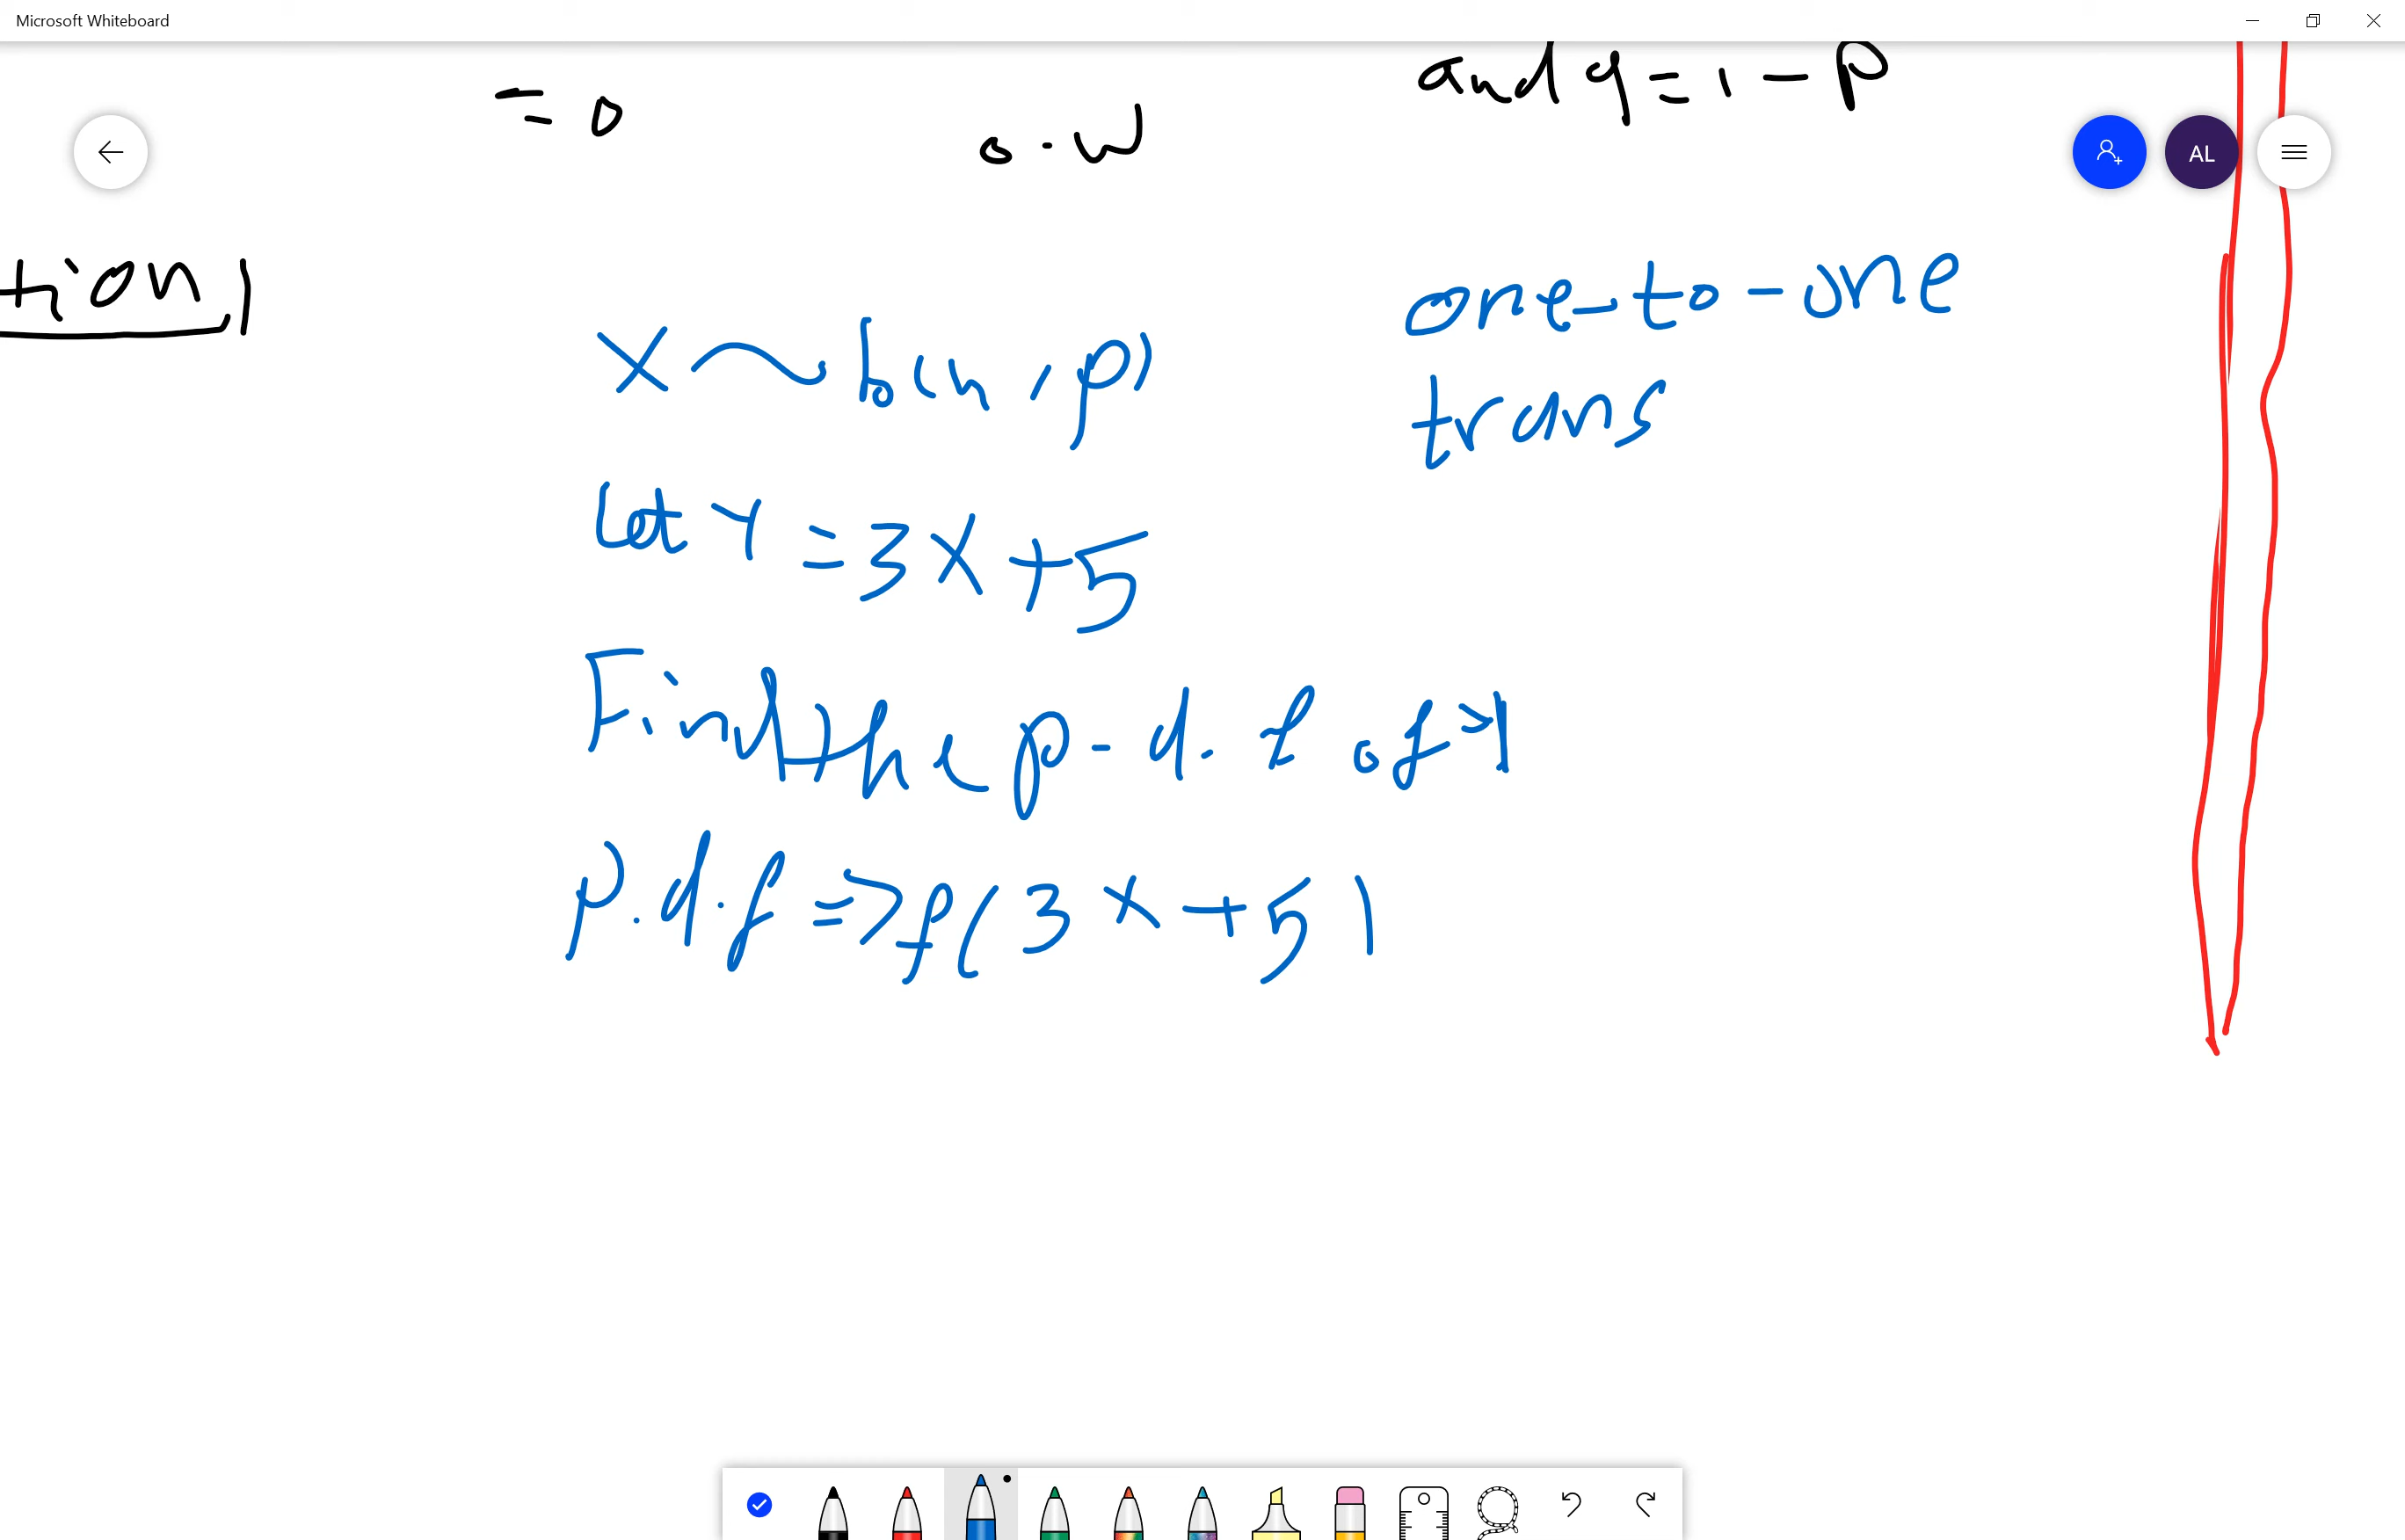 Microsoft Whiteboard
= 0
o.w
and q = 1 - p
AL
tion)
X ~ b(n, p)
one-to-one
trans
Let Y = 3X + 5
Find the p.d.f of Y
p.d.f => f(3x+5)